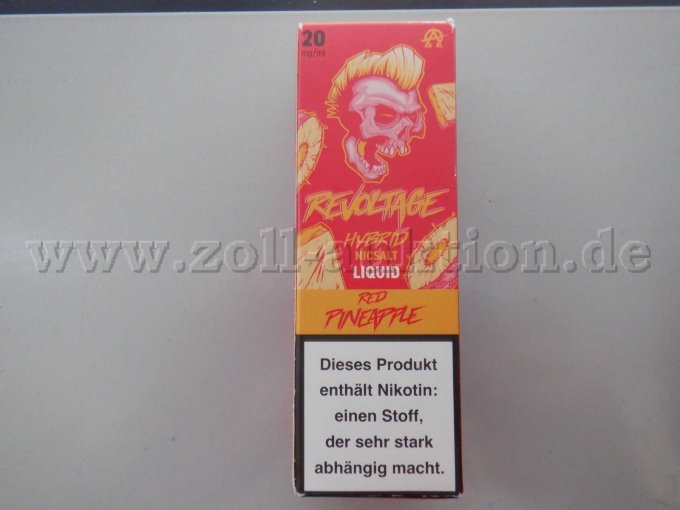 20
mg/ml
REVOLTAGE
HYBRID
NICSALT
LIQUID
www.zoll-auktion.de
RED
PINEAPPLE
Dieses Produkt
enthält Nikotin:
einen Stoff,
der sehr stark
abhängig macht.